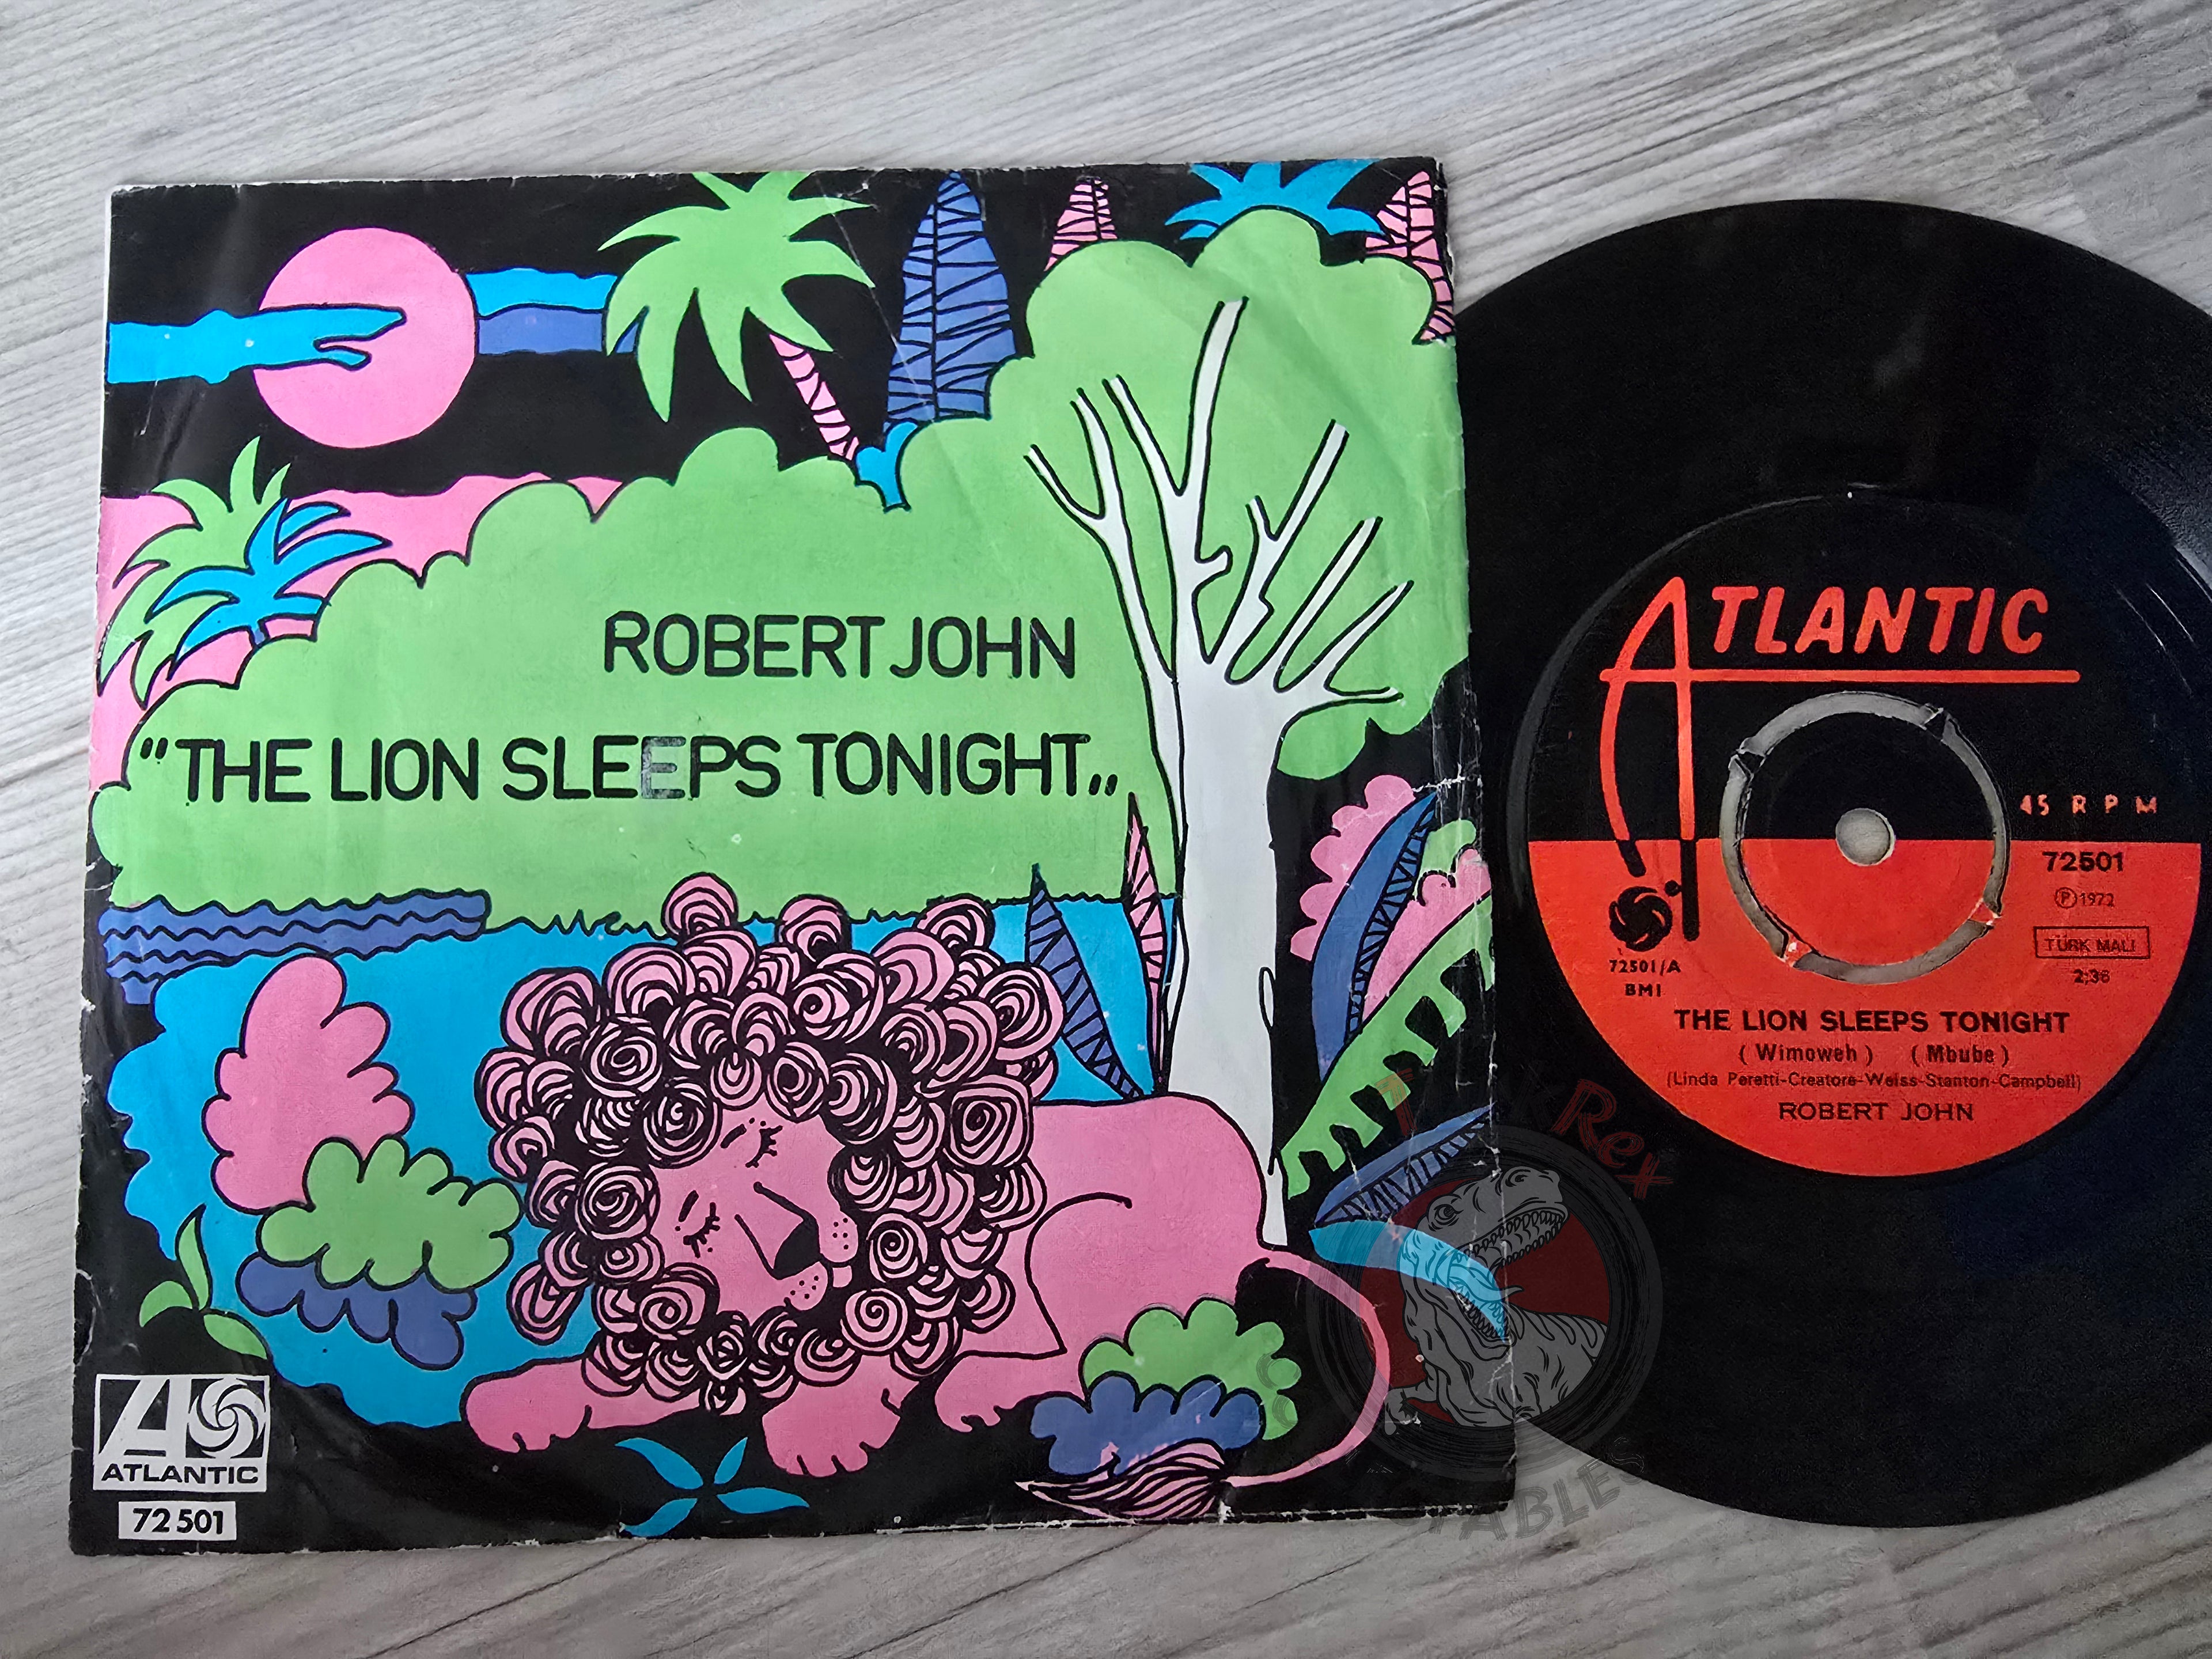 ROBERT JOHN
"THE LION SLEEPS TONIGHT„
ATLANTIC
72 501
ATLANTIC
45 RPM
72501
℗ 1972
TÜRK MALI
2;36
72501/A
BMI
THE LION SLEEPS TONIGHT
( Wimoweh ) ( Mbube )
(Linda Peretti-Creatore-Weiss-Stanton-Campbell)
ROBERT JOHN
Rex